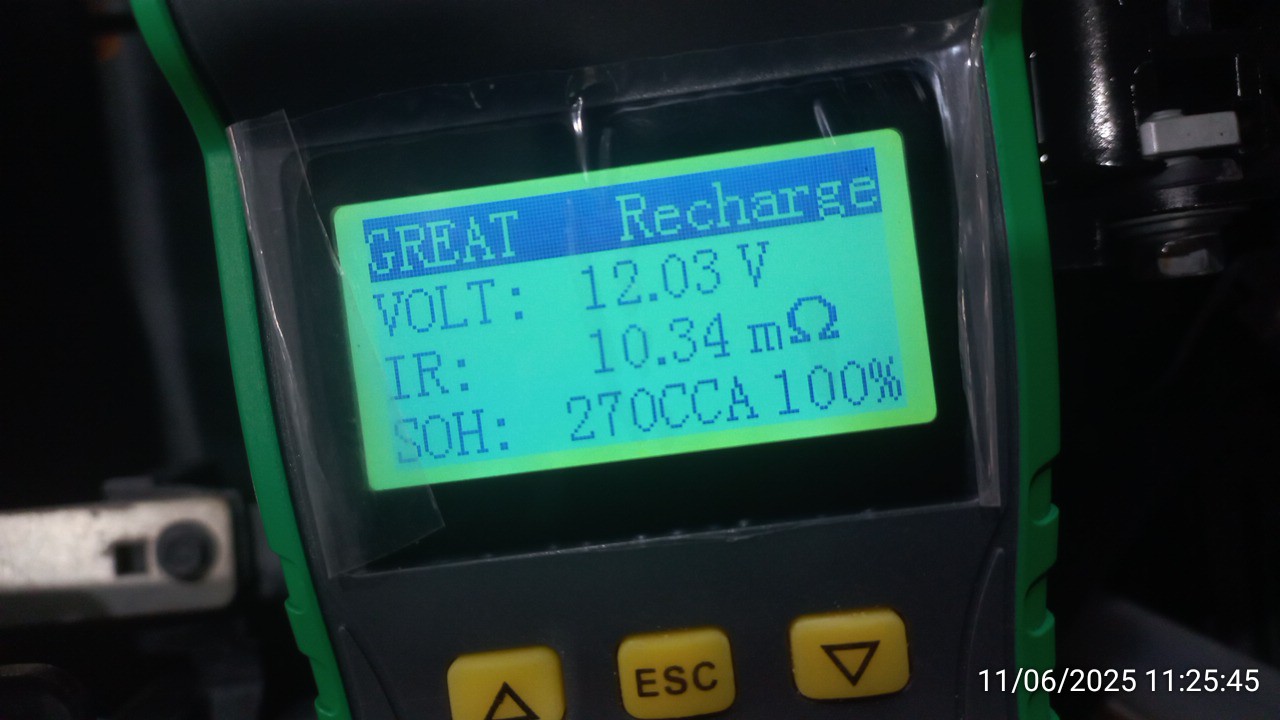 GREAT Recharge
VOLT: 12.03 V
IR: 10.34 mΩ
SOH: 270CCA 100%
ESC
11/06/2025 11:25:45